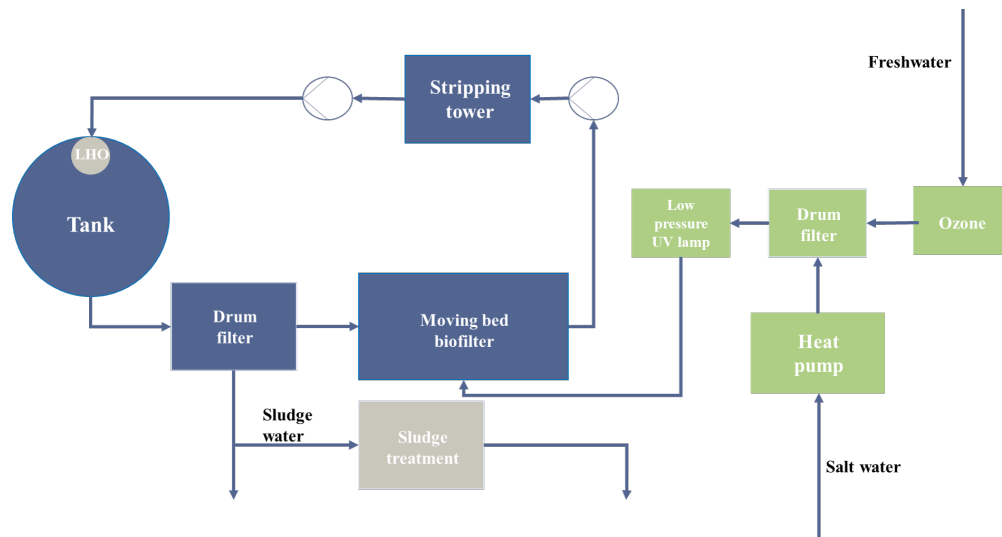 Freshwater
Stripping
tower
LHO
Tank
Low
pressure
UV lamp
Drum
filter
Ozone
Drum
filter
Moving bed
biofilter
Heat
pump
Sludge
water
Sludge
treatment
Salt water